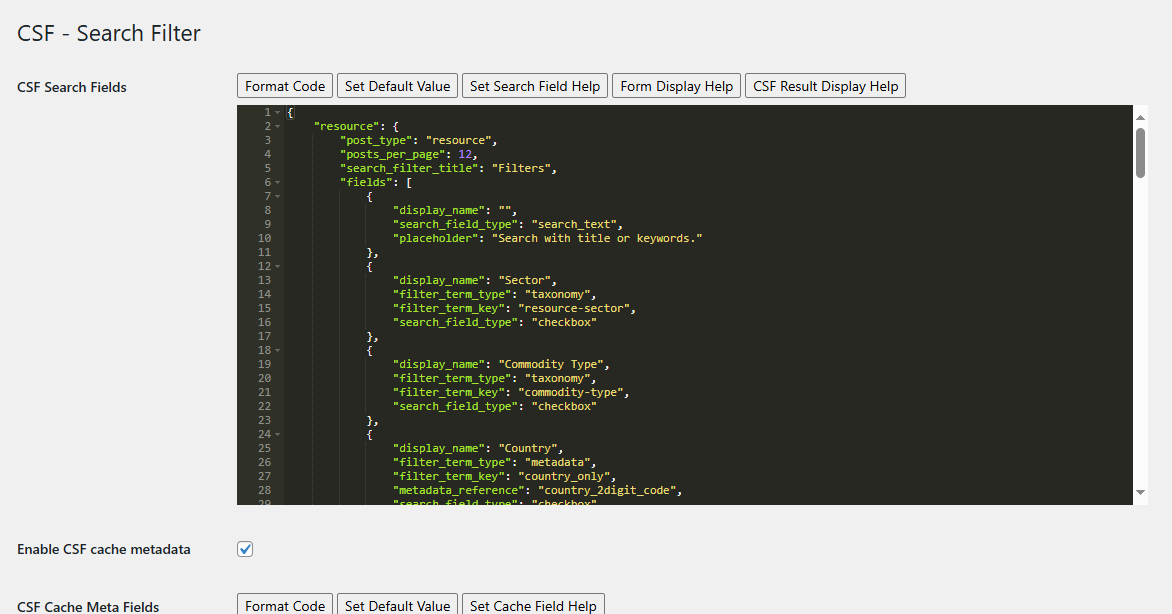 CSF - Search Filter
CSF Search Fields
Format Code Set Default Value Set Search Field Help Form Display Help CSF Result Display Help
1 {
2 "resource": {
3 "post_type": "resource",
4 "posts_per_page": 12,
5 "search_filter_title": "Filters",
6 "fields": [
7 {
8 "display_name": "",
9 "search_field_type": "search_text",
10 "placeholder": "Search with title or keywords."
11 },
12 {
13 "display_name": "Sector",
14 "filter_term_type": "taxonomy",
15 "filter_term_key": "resource-sector",
16 "search_field_type": "checkbox"
17 },
18 {
19 "display_name": "Commodity Type",
20 "filter_term_type": "taxonomy",
21 "filter_term_key": "commodity-type",
22 "search_field_type": "checkbox"
23 },
24 {
25 "display_name": "Country",
26 "filter_term_type": "metadata",
27 "filter_term_key": "country_only",
28 "metadata_reference": "country_2digit_code",
29 "search_field_type": "checkbox"
Enable CSF cache metadata
CSF Cache Meta Fields
Format Code Set Default Value Set Cache Field Help